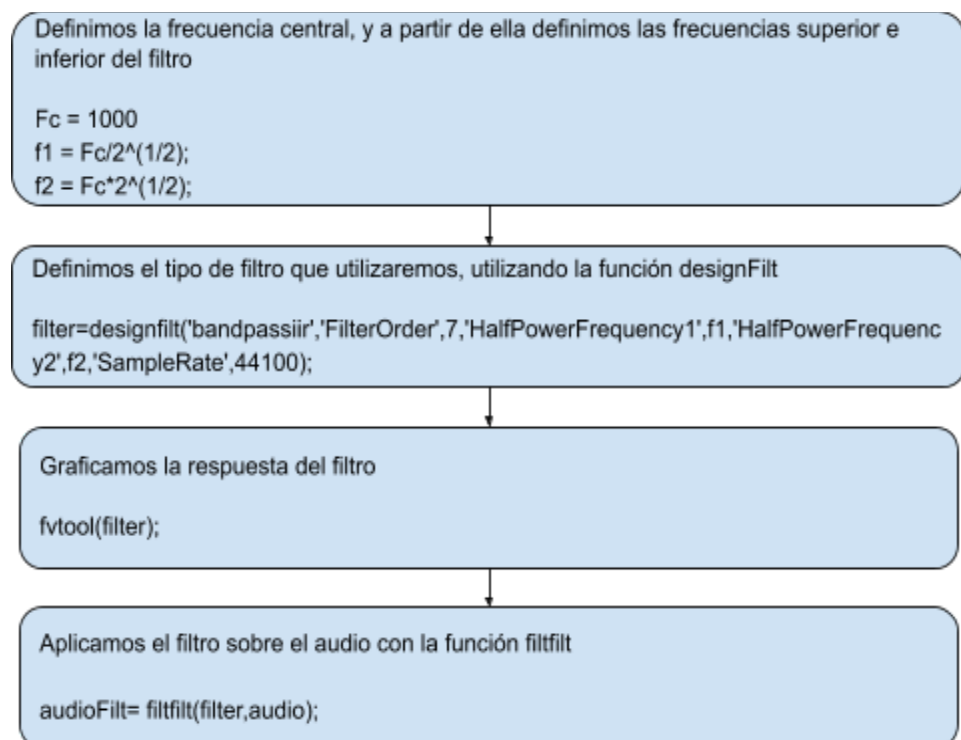 Definimos la frecuencia central, y a partir de ella definimos las frecuencias superior e
inferior del filtro
Fc = 1000
f1 = Fc/2^(1/2);
f2 = Fc*2^(1/2);
Definimos el tipo de filtro que utilizaremos, utilizando la función designFilt
filter=designfilt('bandpassiir','FilterOrder',7,'HalfPowerFrequency1',f1,'HalfPowerFrequenc
y2',f2,'SampleRate',44100);
Graficamos la respuesta del filtro
fvtool(filter);
Aplicamos el filtro sobre el audio con la función filtfilt
audioFilt= filtfilt(filter,audio);